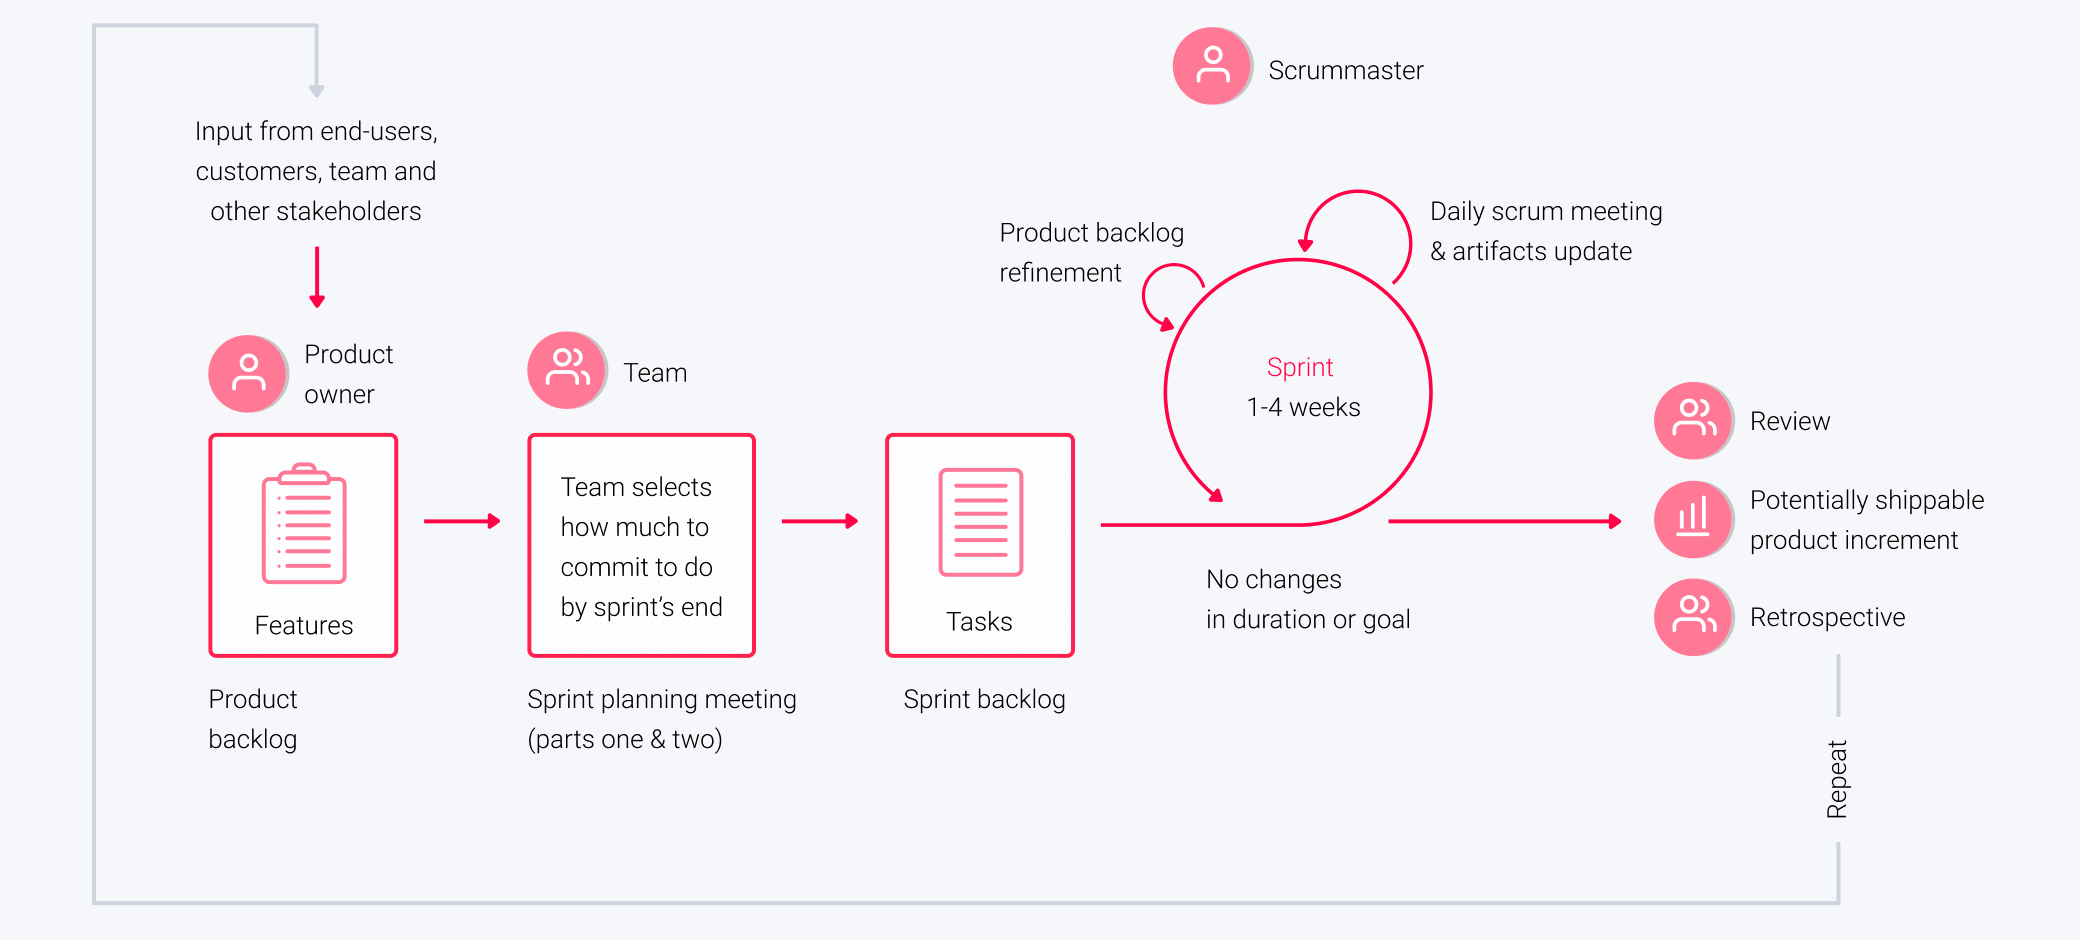 Scrummaster
Input from end-users,
customers, team and
other stakeholders
Product backlog
refinement
Daily scrum meeting
& artifacts update
Product
owner
Team
Sprint
1-4 weeks
Features
Team selects
how much to
commit to do
by sprint’s end
Tasks
No changes
in duration or goal
Review
Potentially shippable
product increment
Retrospective
Product
backlog
Sprint planning meeting
(parts one & two)
Sprint backlog
Repeat